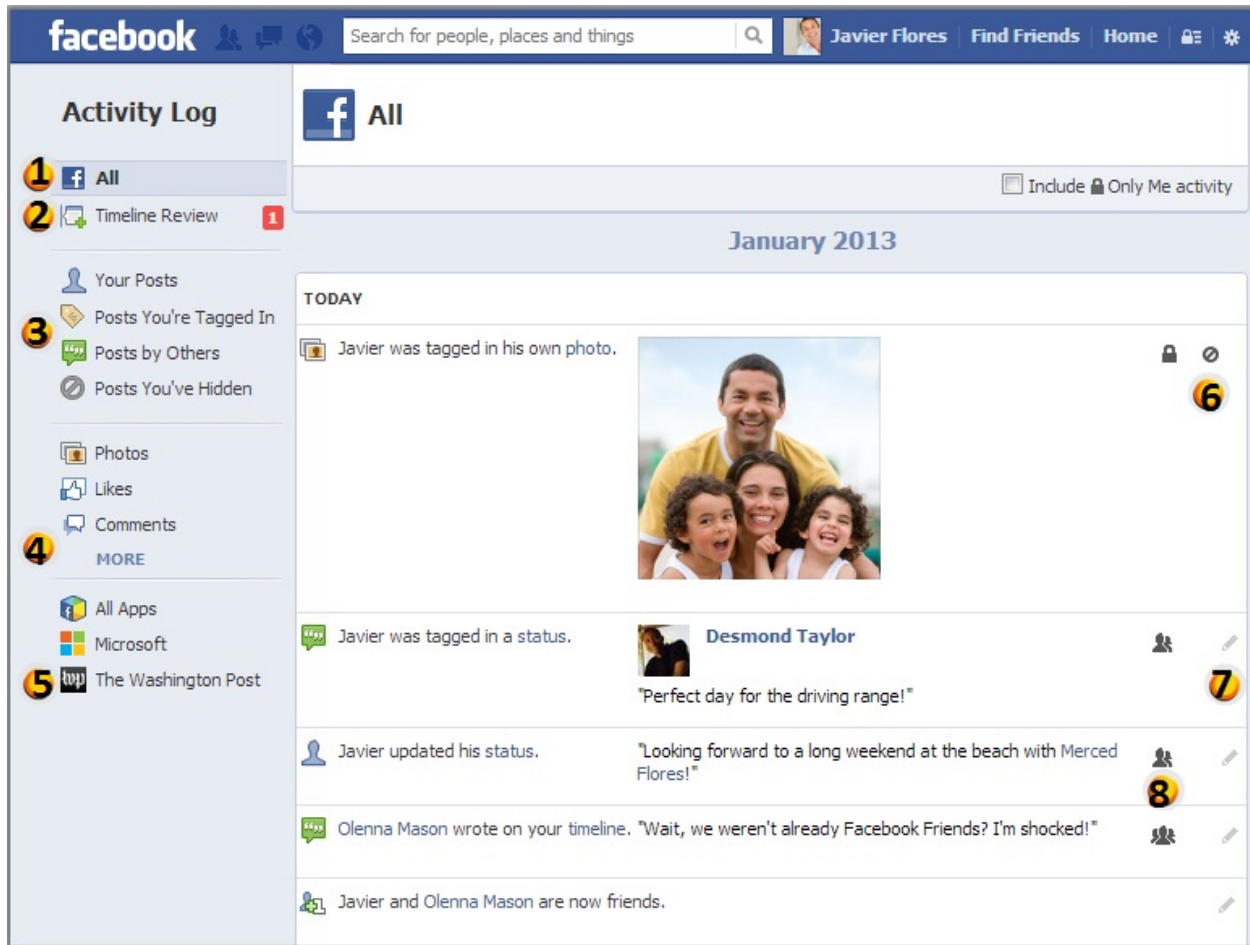 facebook Search for people, places and things Javier Flores Find Friends Home
Activity Log
1 All
2 Timeline Review 1
Your Posts
Posts You're Tagged In
3
Posts by Others
Posts You've Hidden
Photos
Likes
Comments
4 MORE
All Apps
Microsoft
5 wp The Washington Post
All
Include Only Me activity
January 2013
TODAY
Javier was tagged in his own photo.
6
Javier was tagged in a status. Desmond Taylor
7
"Perfect day for the driving range!"
Javier updated his status. "Looking forward to a long weekend at the beach with Merced
Flores!"
8
Olenna Mason wrote on your timeline. "Wait, we weren't already Facebook Friends? I'm shocked!"
Javier and Olenna Mason are now friends.